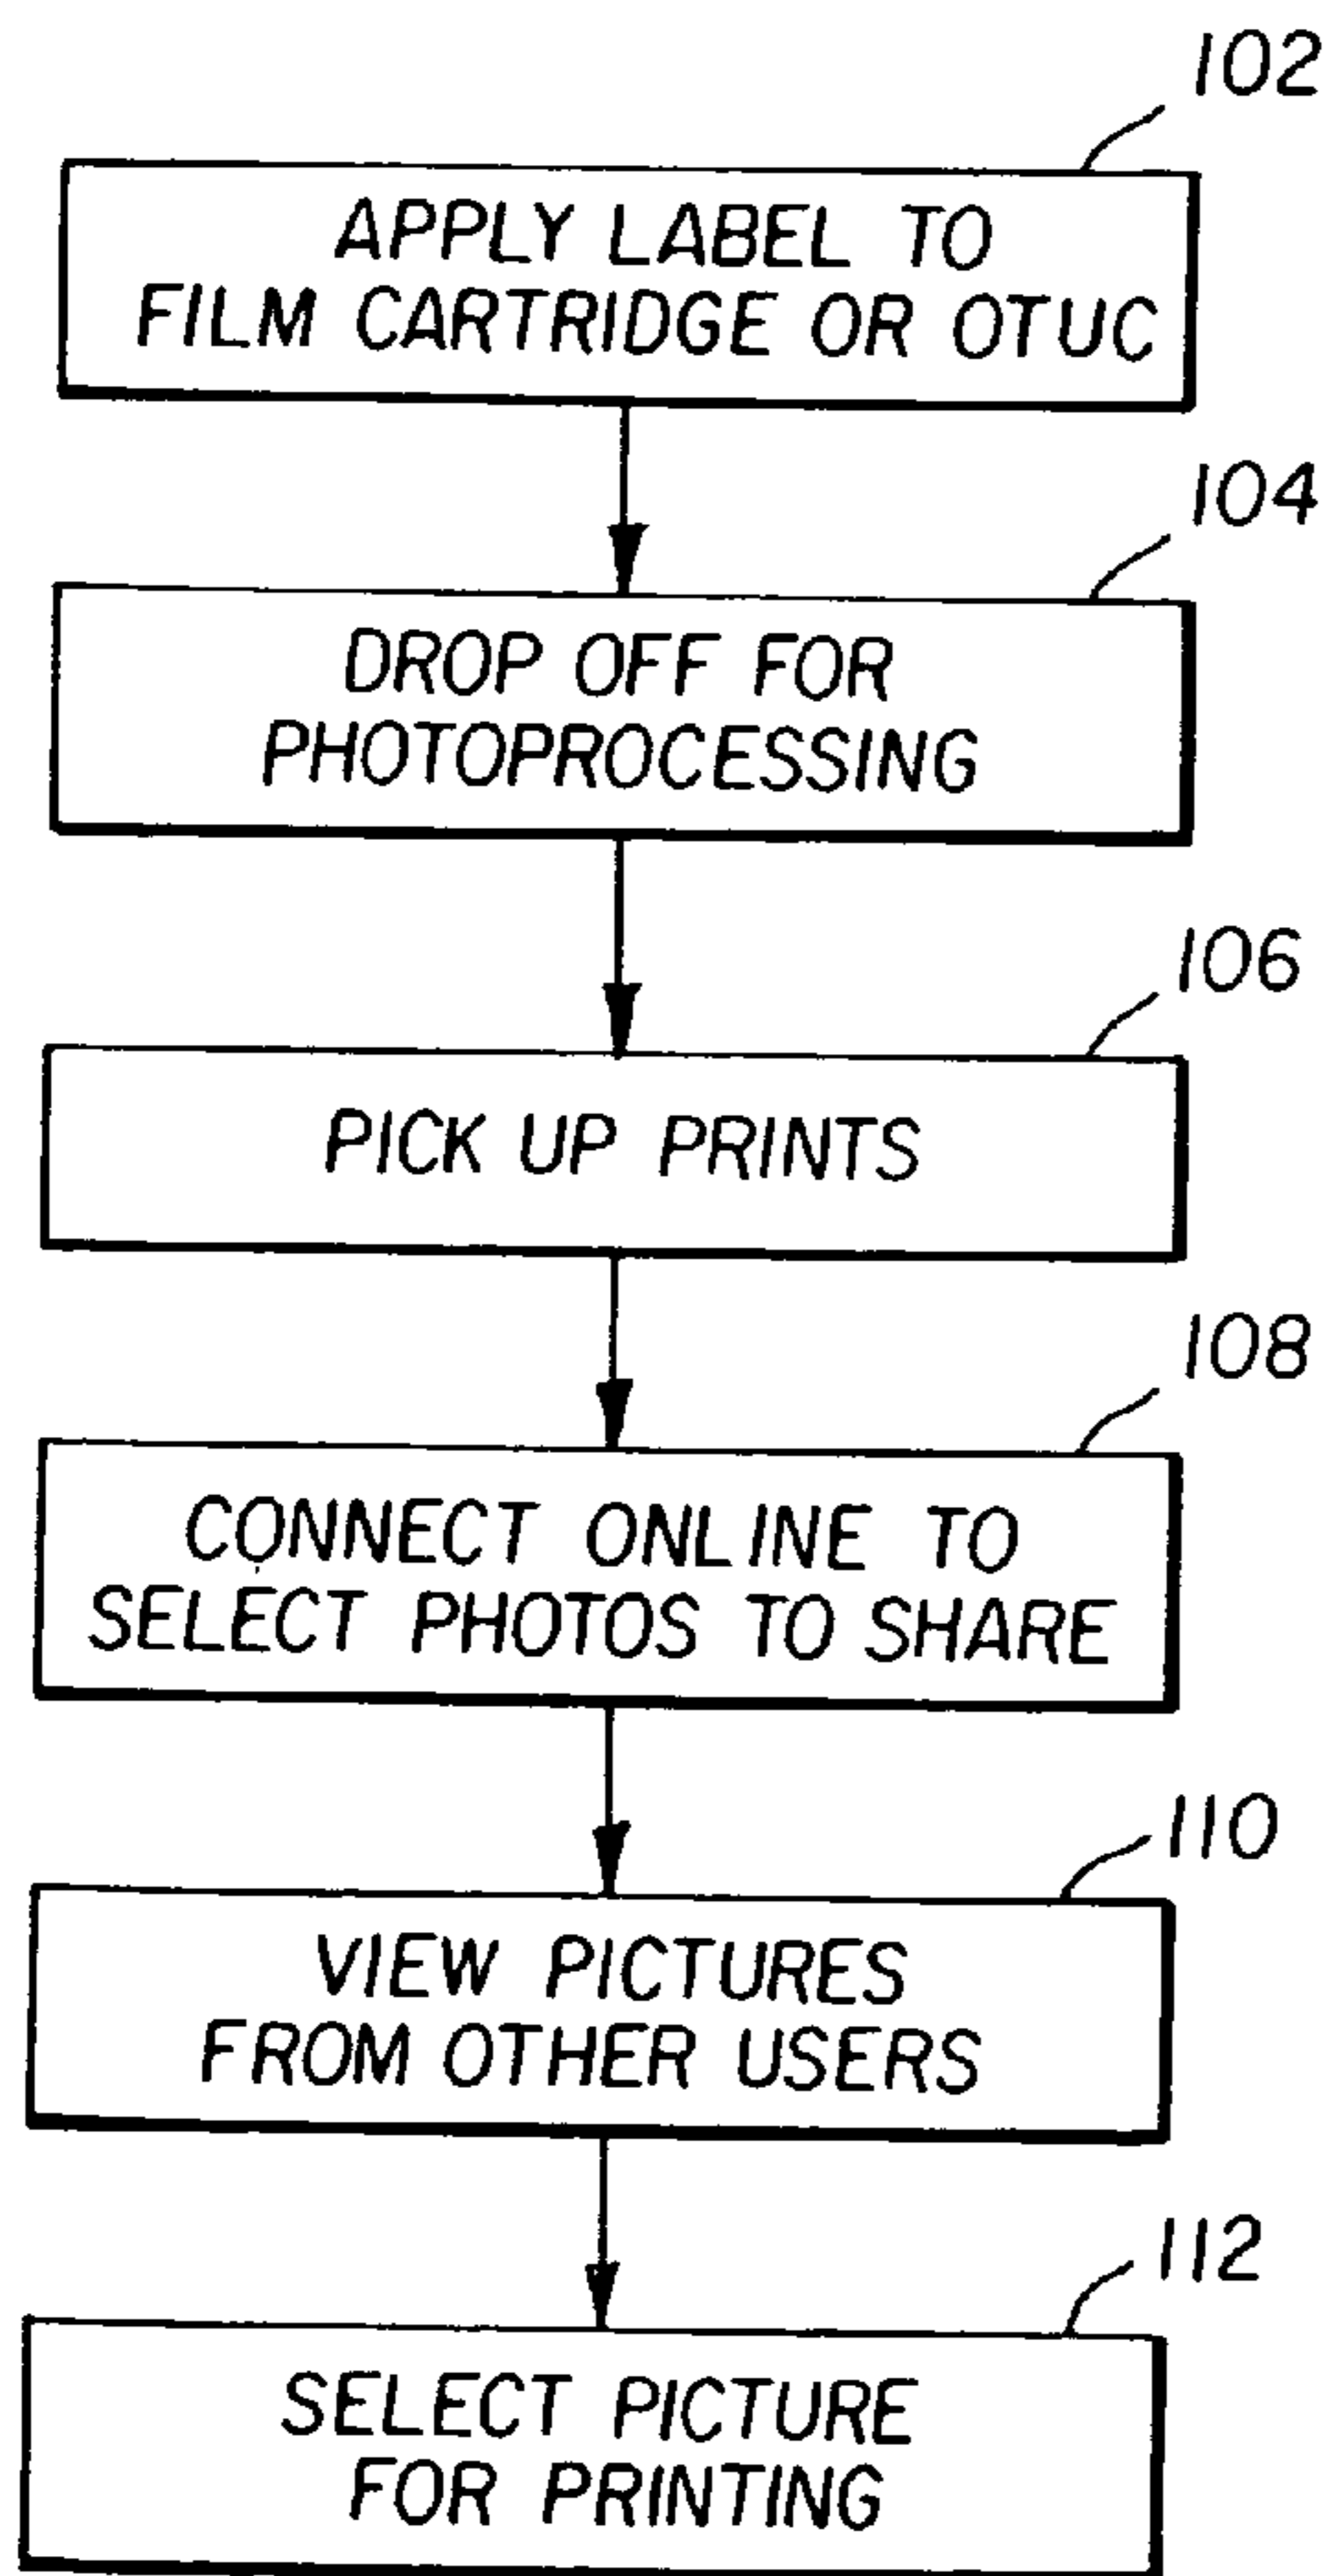 102
APPLY LABEL TO
FILM CARTRIDGE OR OTUC
104
DROP OFF FOR
PHOTOPROCESSING
106
PICK UP PRINTS
108
CONNECT ONLINE TO
SELECT PHOTOS TO SHARE
110
VIEW PICTURES
FROM OTHER USERS
112
SELECT PICTURE
FOR PRINTING